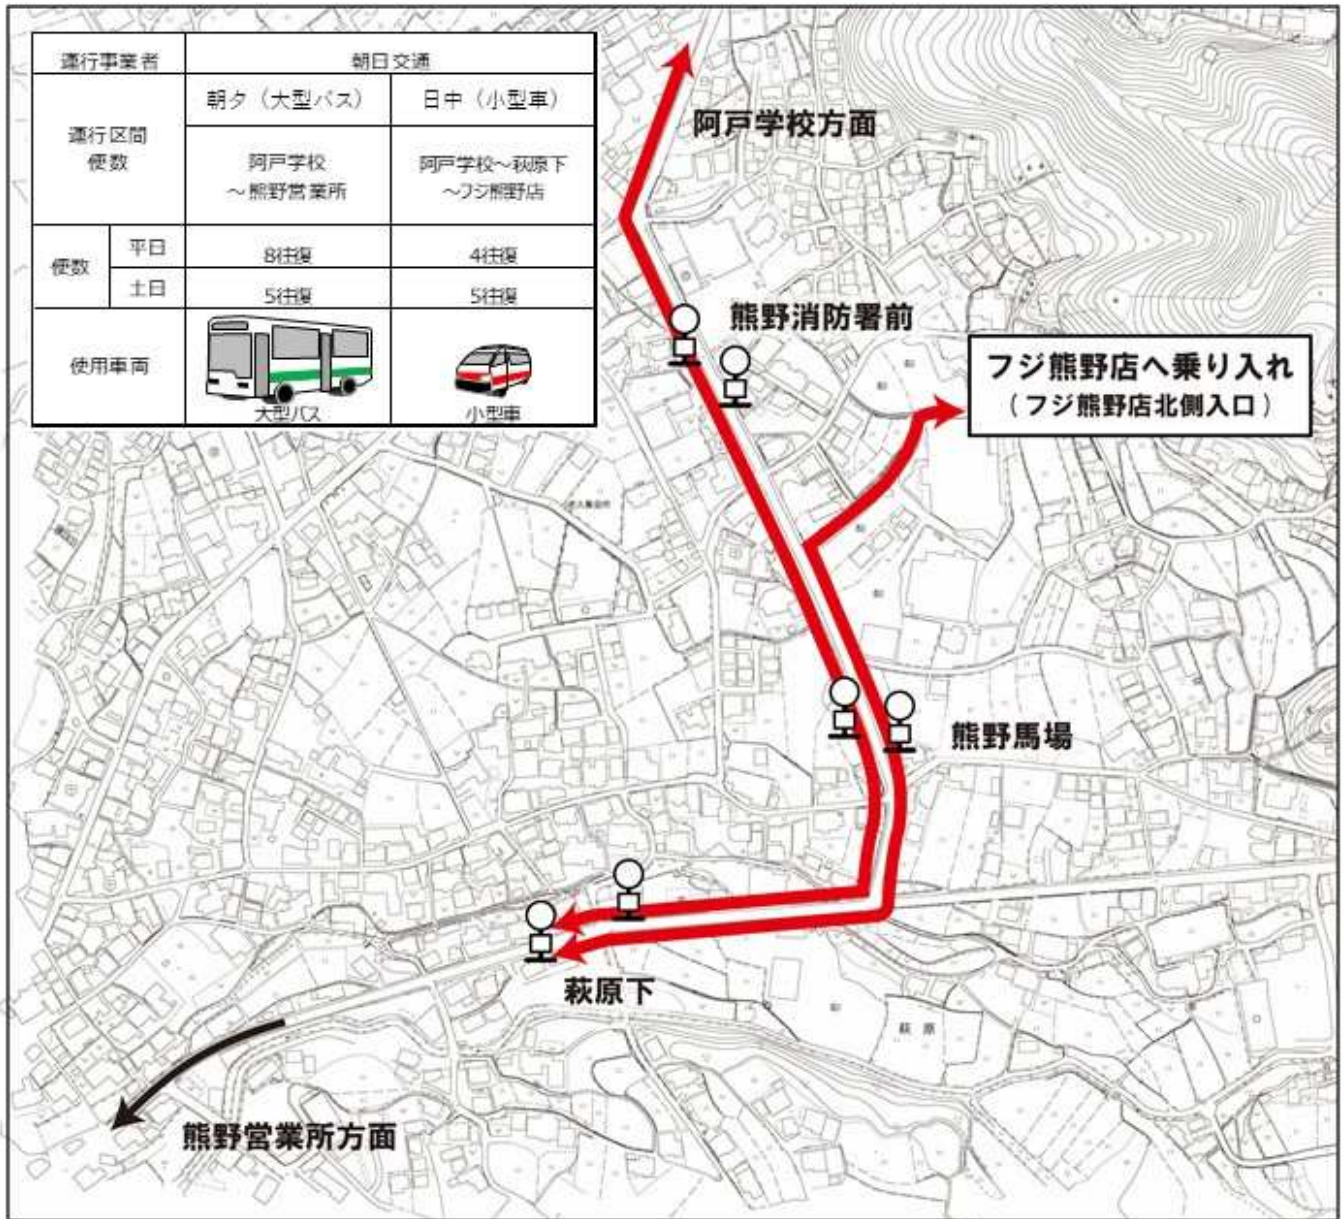 運行事業者
朝日交通
運行区間
便数
朝夕（大型バス）
日中（小型車）
阿戸学校
～熊野営業所
阿戸学校～萩原下
～フジ熊野店
便数
平日
8往復
4往復
土日
5往復
5往復
使用車両
大型バス
小型車
阿戸学校方面
熊野消防署前
フジ熊野店へ乗り入れ
（フジ熊野店北側入口）
熊野馬場
萩原下
萩原
熊野営業所方面